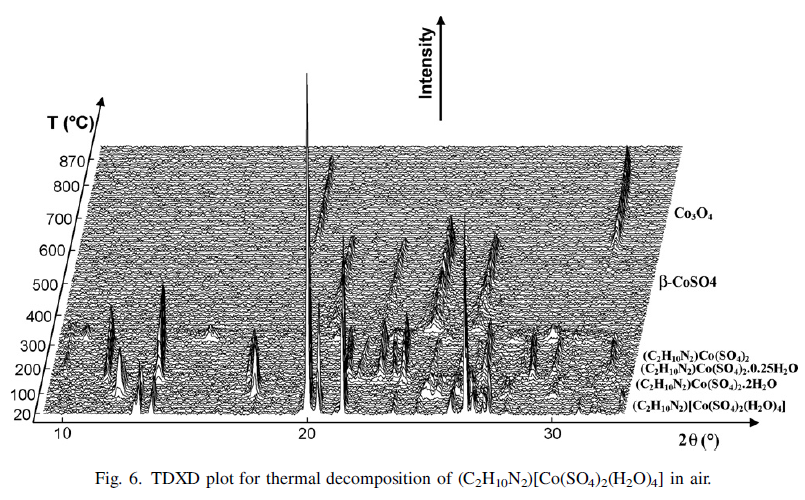 Intensity
T (°C)
870
800
700
600
500
400
300
200
100
20
Co₃O₄
β-CoSO4
(C₂H₁₀N₂)Co(SO₄)₂
(C₂H₁₀N₂)Co(SO₄)₂.0.25H₂O
(C₂H₁₀N₂)Co(SO₄)₂.2H₂O
(C₂H₁₀N₂)[Co(SO₄)₂(H₂O)₄]
10
20
30
2θ (°)
Fig. 6. TDXD plot for thermal decomposition of (C₂H₁₀N₂)[Co(SO₄)₂(H₂O)₄] in air.